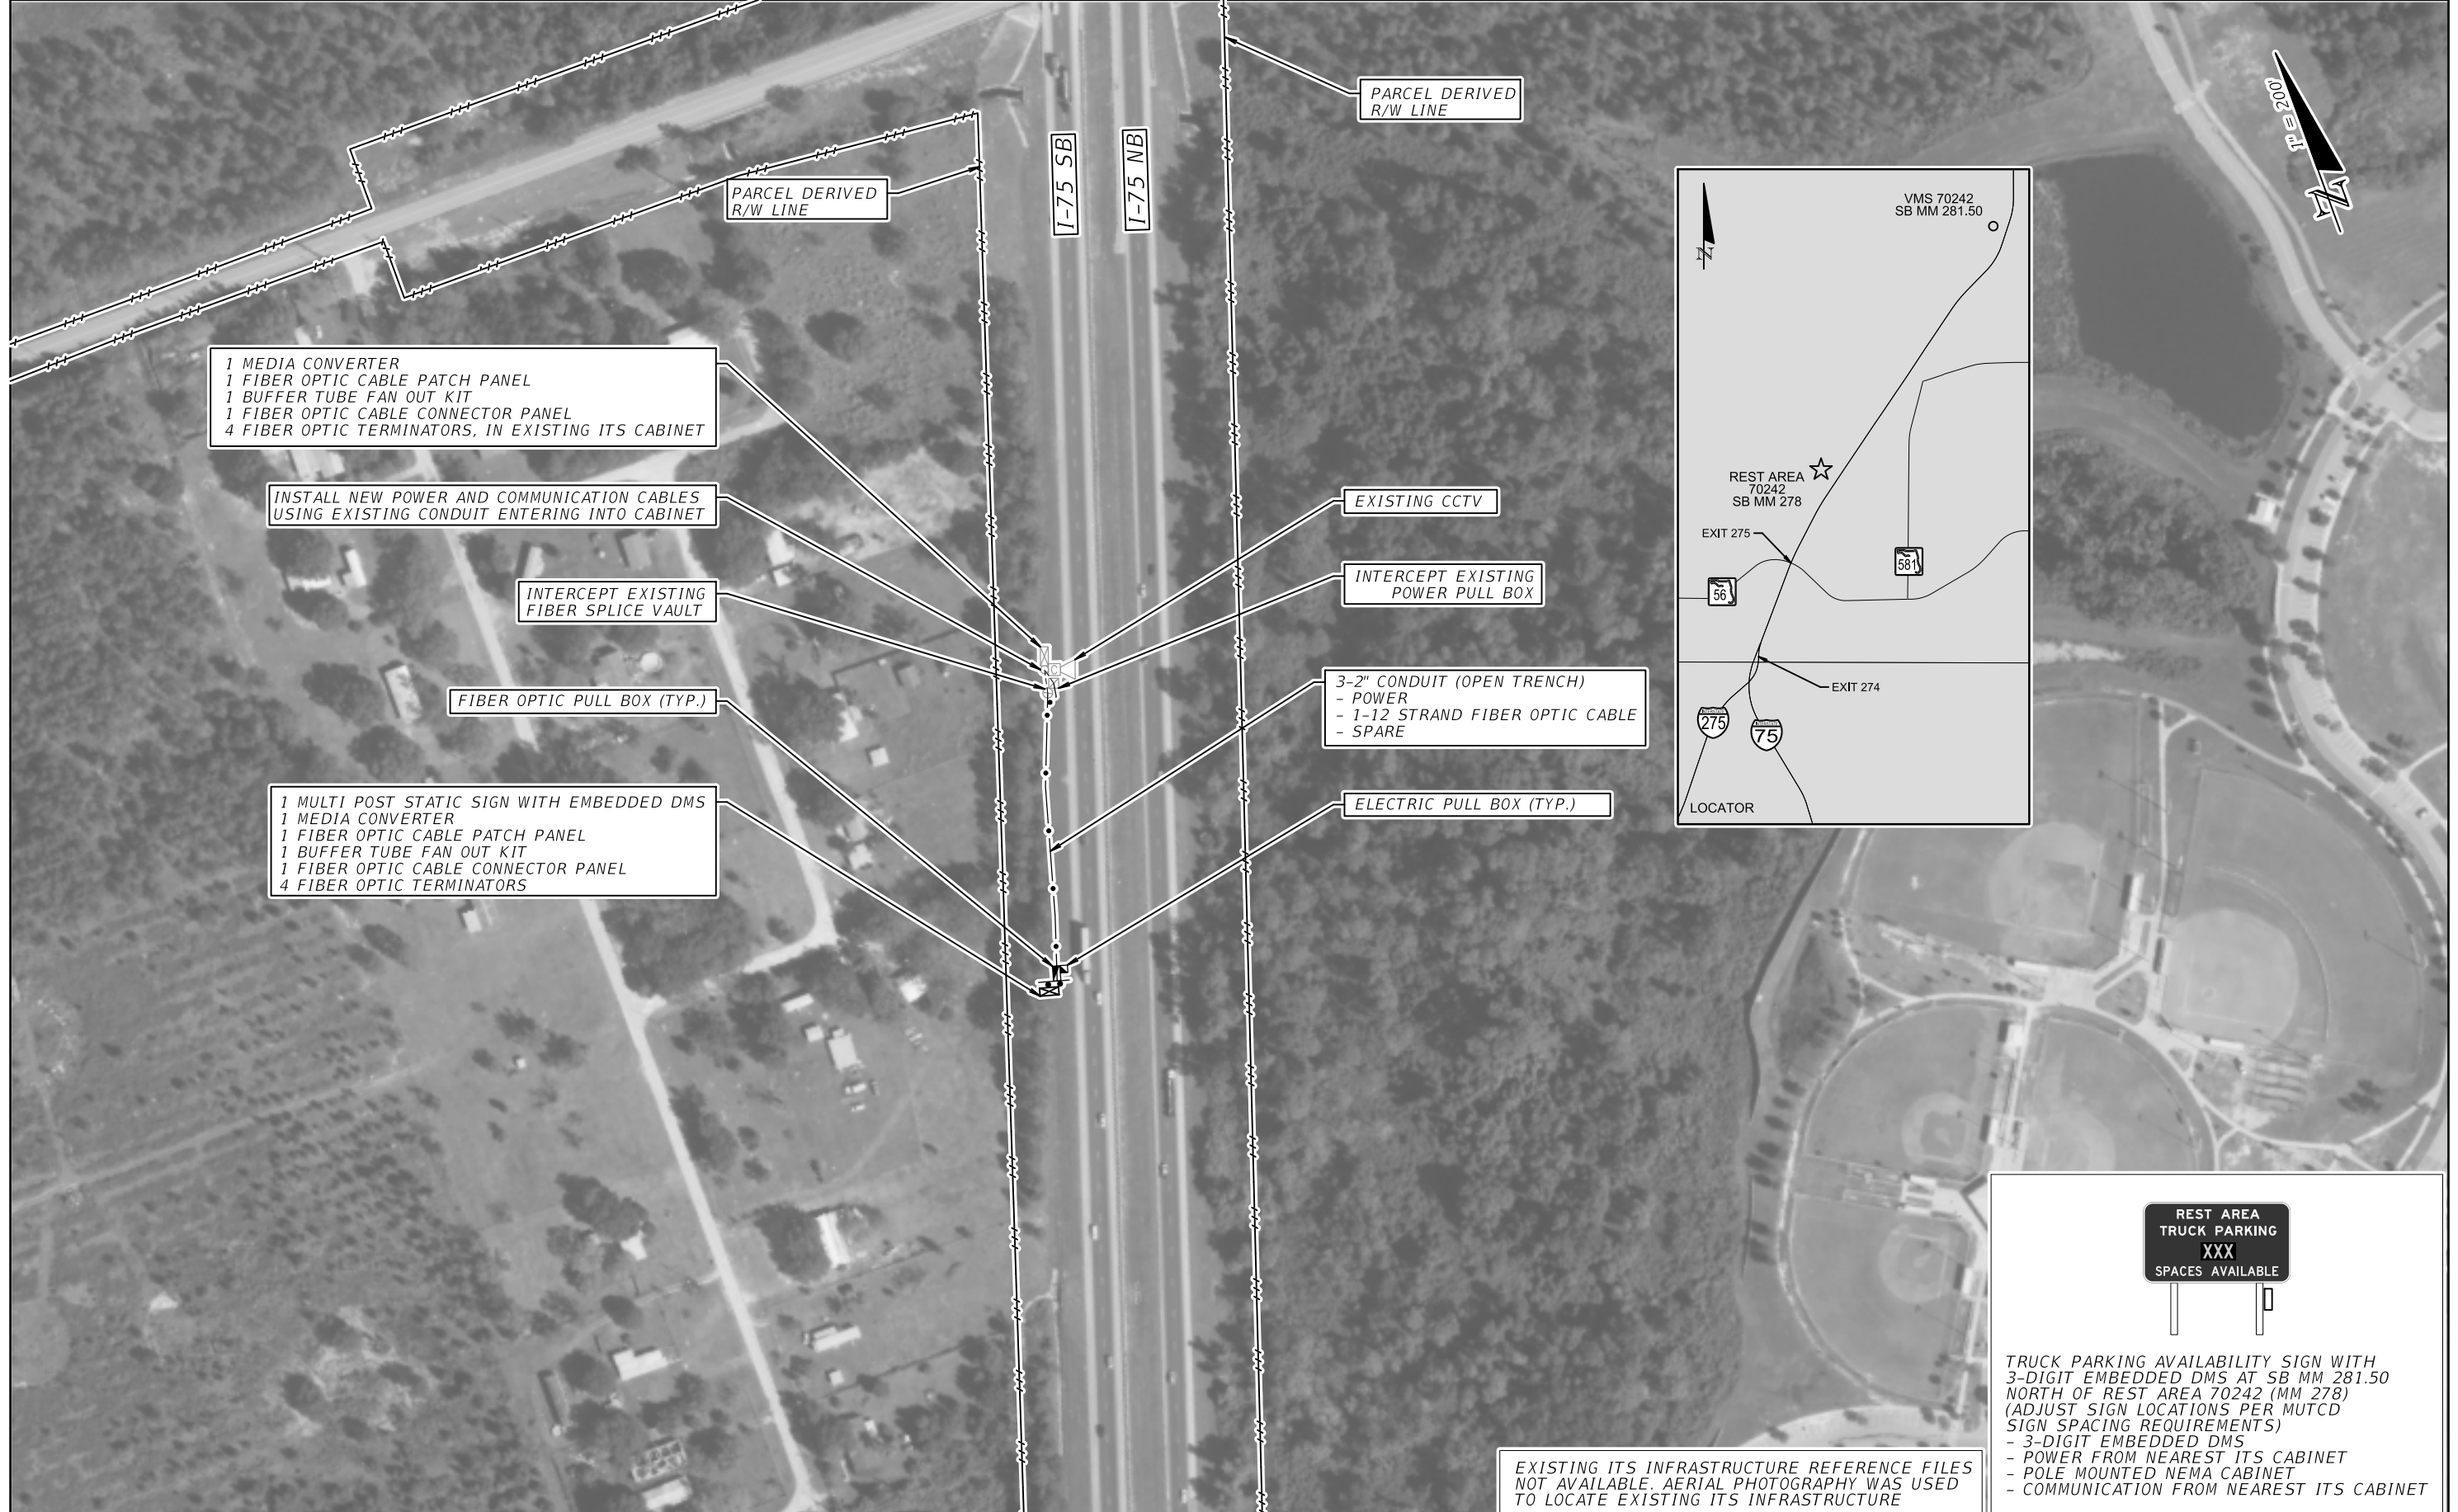 PARCEL DERIVED
R/W LINE
1" = 200'
N
I-75 SB
I-75 NB
PARCEL DERIVED
R/W LINE
1 MEDIA CONVERTER
1 FIBER OPTIC CABLE PATCH PANEL
1 BUFFER TUBE FAN OUT KIT
1 FIBER OPTIC CABLE CONNECTOR PANEL
4 FIBER OPTIC TERMINATORS, IN EXISTING ITS CABINET
INSTALL NEW POWER AND COMMUNICATION CABLES
USING EXISTING CONDUIT ENTERING INTO CABINET
INTERCEPT EXISTING
FIBER SPLICE VAULT
FIBER OPTIC PULL BOX (TYP.)
1 MULTI POST STATIC SIGN WITH EMBEDDED DMS
1 MEDIA CONVERTER
1 FIBER OPTIC CABLE PATCH PANEL
1 BUFFER TUBE FAN OUT KIT
1 FIBER OPTIC CABLE CONNECTOR PANEL
4 FIBER OPTIC TERMINATORS
EXISTING CCTV
INTERCEPT EXISTING
POWER PULL BOX
C
3-2" CONDUIT (OPEN TRENCH)
- POWER
- 1-12 STRAND FIBER OPTIC CABLE
- SPARE
ELECTRIC PULL BOX (TYP.)
N
VMS 70242
SB MM 281.50
REST AREA
70242
SB MM 278
EXIT 275
581
56
EXIT 274
275
75
LOCATOR
REST AREA
TRUCK PARKING
XXX
SPACES AVAILABLE
TRUCK PARKING AVAILABILITY SIGN WITH
3-DIGIT EMBEDDED DMS AT SB MM 281.50
NORTH OF REST AREA 70242 (MM 278)
(ADJUST SIGN LOCATIONS PER MUTCD
SIGN SPACING REQUIREMENTS)
- 3-DIGIT EMBEDDED DMS
- POWER FROM NEAREST ITS CABINET
- POLE MOUNTED NEMA CABINET
- COMMUNICATION FROM NEAREST ITS CABINET
EXISTING ITS INFRASTRUCTURE REFERENCE FILES
NOT AVAILABLE. AERIAL PHOTOGRAPHY WAS USED
TO LOCATE EXISTING ITS INFRASTRUCTURE